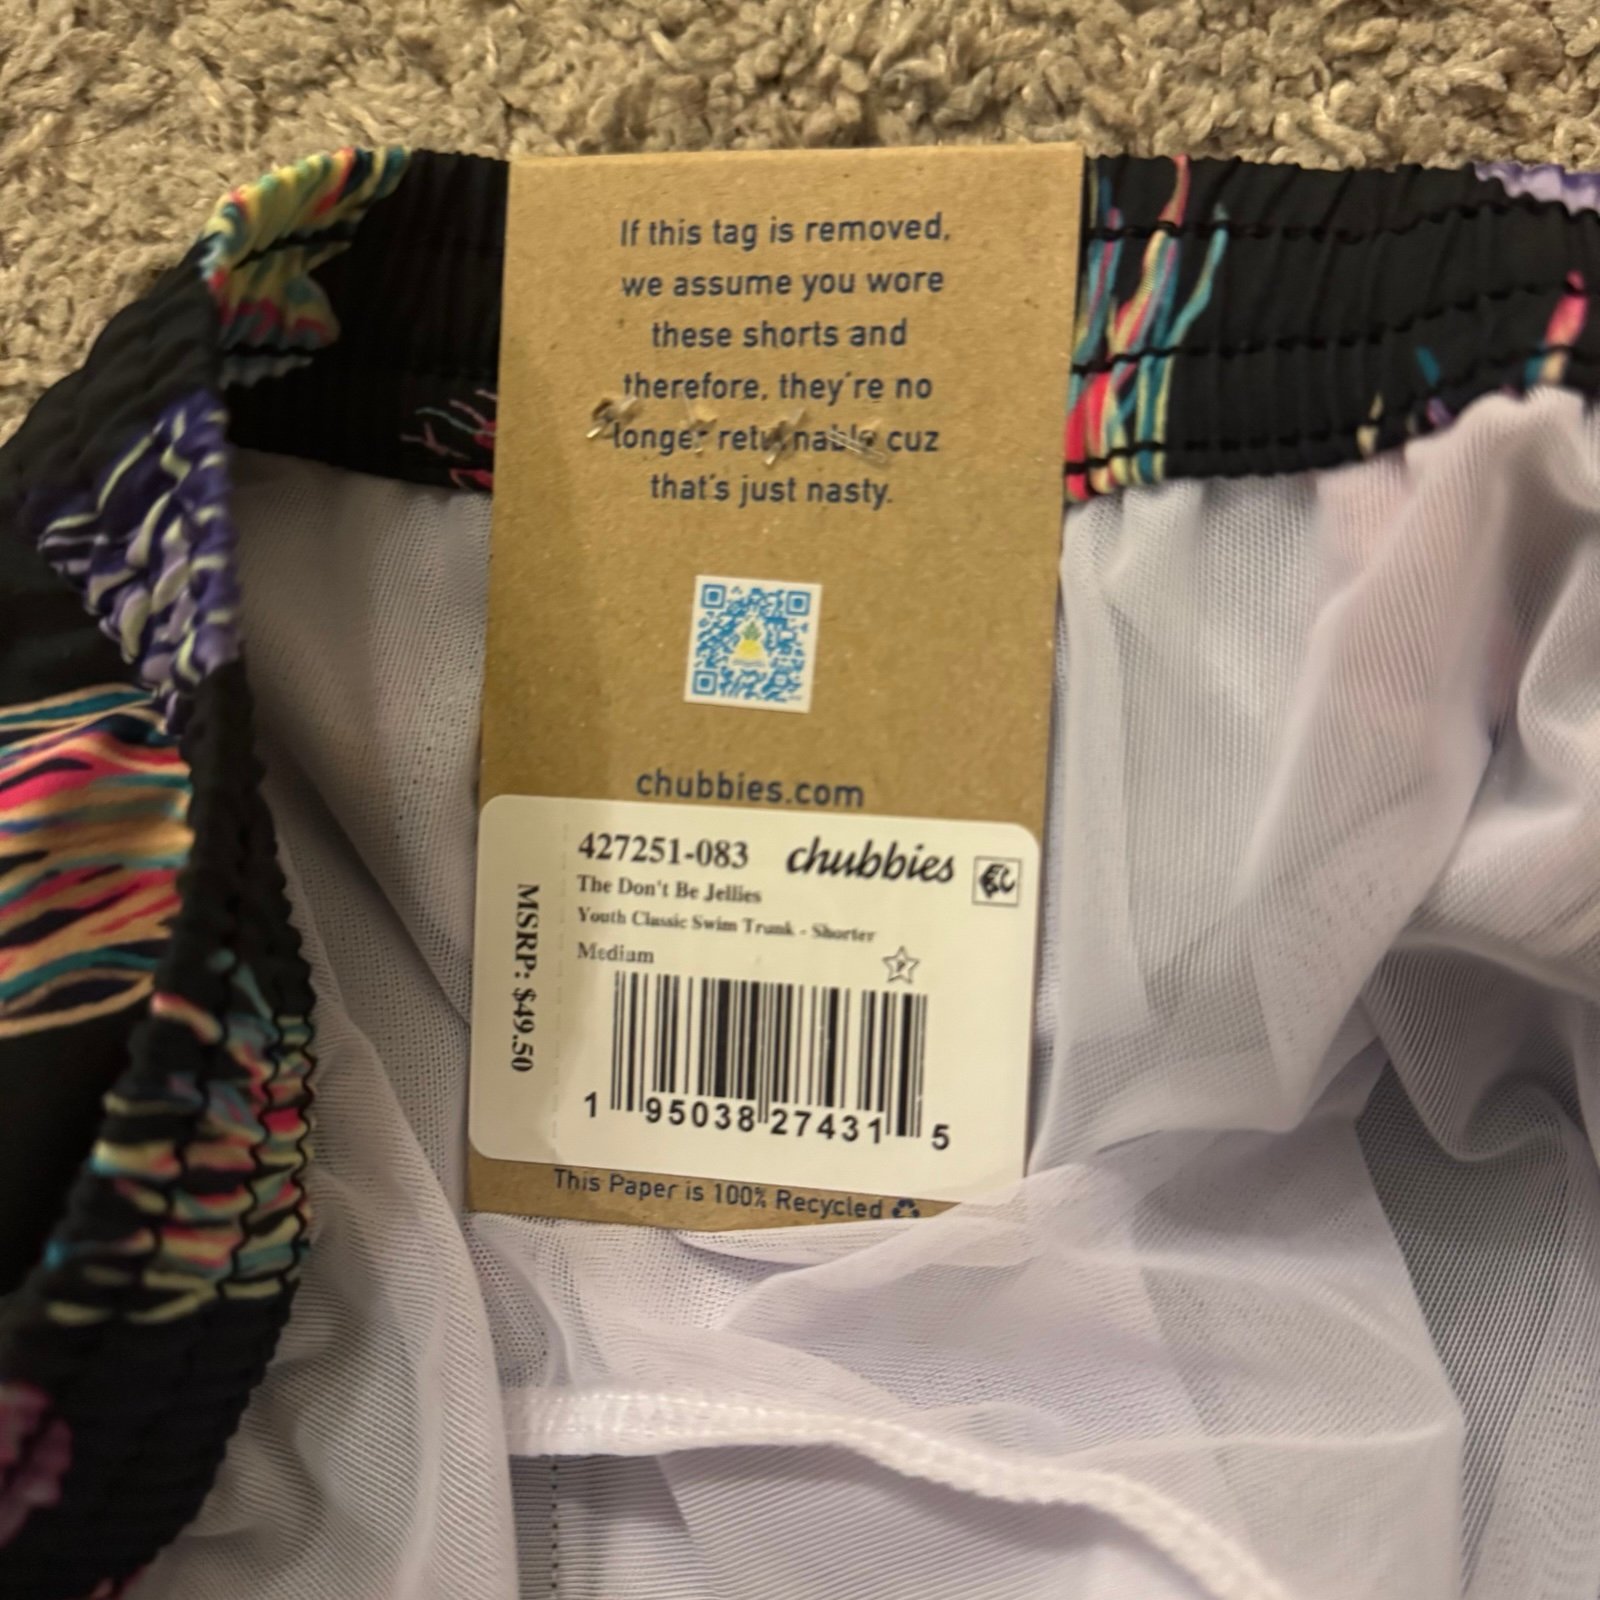 If this tag is removed,
we assume you wore
these shorts and
therefore, they're no
longer returnable cuz
that's just nasty.
chubbies.com
427251-083 chubbies
The Don't Be Jellies
Youth Classic Swim Trunk - Shorter
Medium
MSRP: $49.50
1 95038 27431 5
This Paper is 100% Recycled